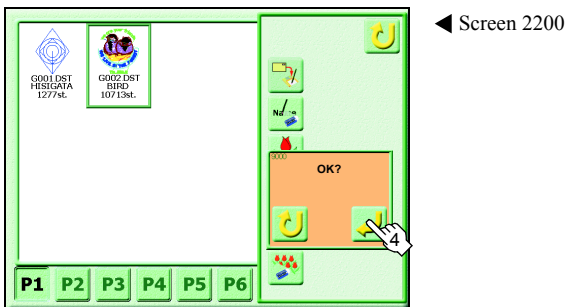 ◀ Screen 2200
G001.DST
HISIGATA
1277st.
G002.DST
BIRD
10713st.
9000
OK?
4
P1 P2 P3 P4 P5 P6